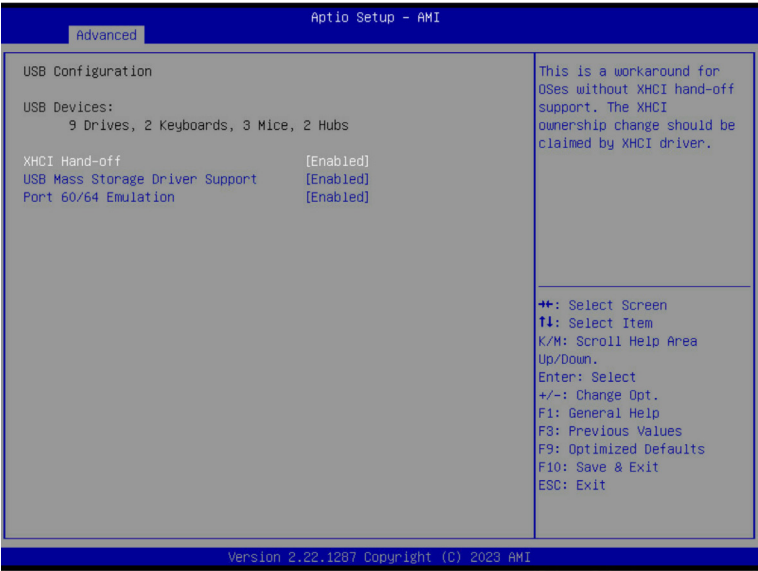 Aptio Setup – AMI
Advanced
USB Configuration
USB Devices:
9 Drives, 2 Keyboards, 3 Mice, 2 Hubs
XHCI Hand-off [Enabled]
USB Mass Storage Driver Support [Enabled]
Port 60/64 Emulation [Enabled]
This is a workaround for
OSes without XHCI hand-off
support. The XHCI
ownership change should be
claimed by XHCI driver.
→←: Select Screen
↑↓: Select Item
K/M: Scroll Help Area
Up/Down.
Enter: Select
+/-: Change Opt.
F1: General Help
F3: Previous Values
F9: Optimized Defaults
F10: Save & Exit
ESC: Exit
Version 2.22.1287 Copyright (C) 2023 AMI